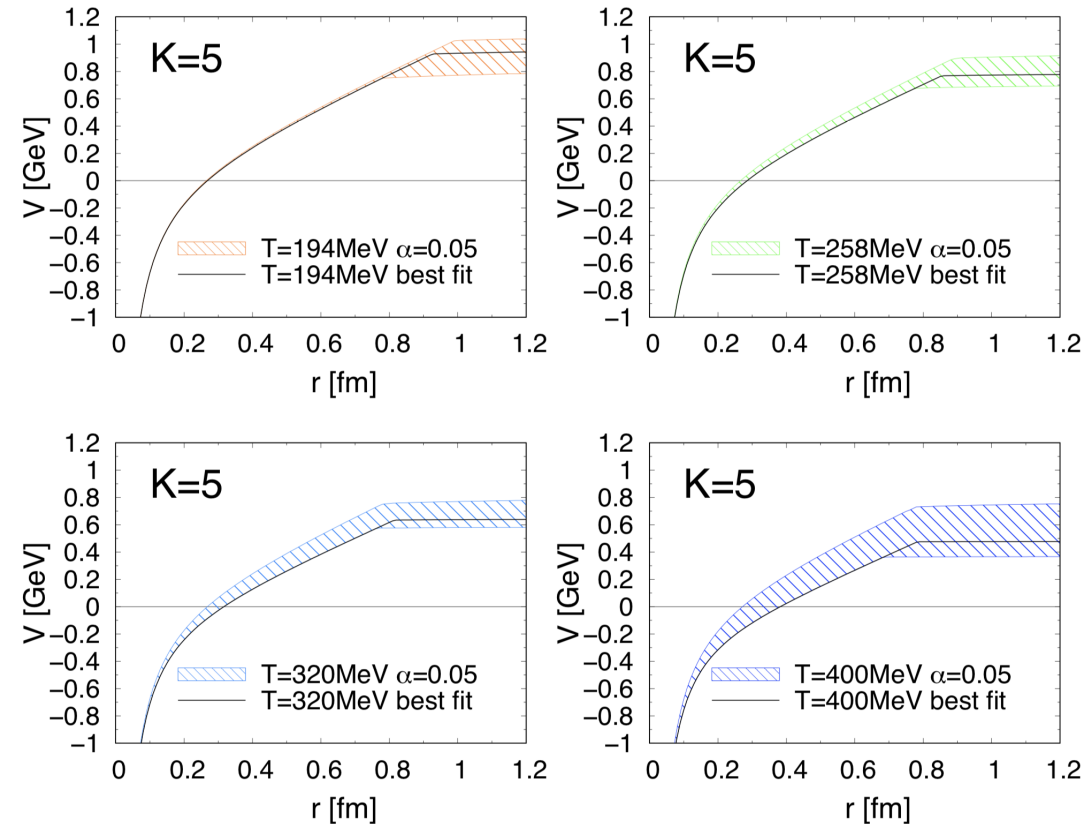 1.2
1
0.8
0.6
0.4
0.2
0
−0.2
−0.4
−0.6
−0.8
−1
V [GeV]
K=5
T=194MeV α=0.05
T=194MeV best fit
0 0.2 0.4 0.6 0.8 1 1.2
r [fm]
1.2
1
0.8
0.6
0.4
0.2
0
−0.2
−0.4
−0.6
−0.8
−1
V [GeV]
K=5
T=258MeV α=0.05
T=258MeV best fit
0 0.2 0.4 0.6 0.8 1 1.2
r [fm]
1.2
1
0.8
0.6
0.4
0.2
0
−0.2
−0.4
−0.6
−0.8
−1
V [GeV]
K=5
T=320MeV α=0.05
T=320MeV best fit
0 0.2 0.4 0.6 0.8 1 1.2
r [fm]
1.2
1
0.8
0.6
0.4
0.2
0
−0.2
−0.4
−0.6
−0.8
−1
V [GeV]
K=5
T=400MeV α=0.05
T=400MeV best fit
0 0.2 0.4 0.6 0.8 1 1.2
r [fm]